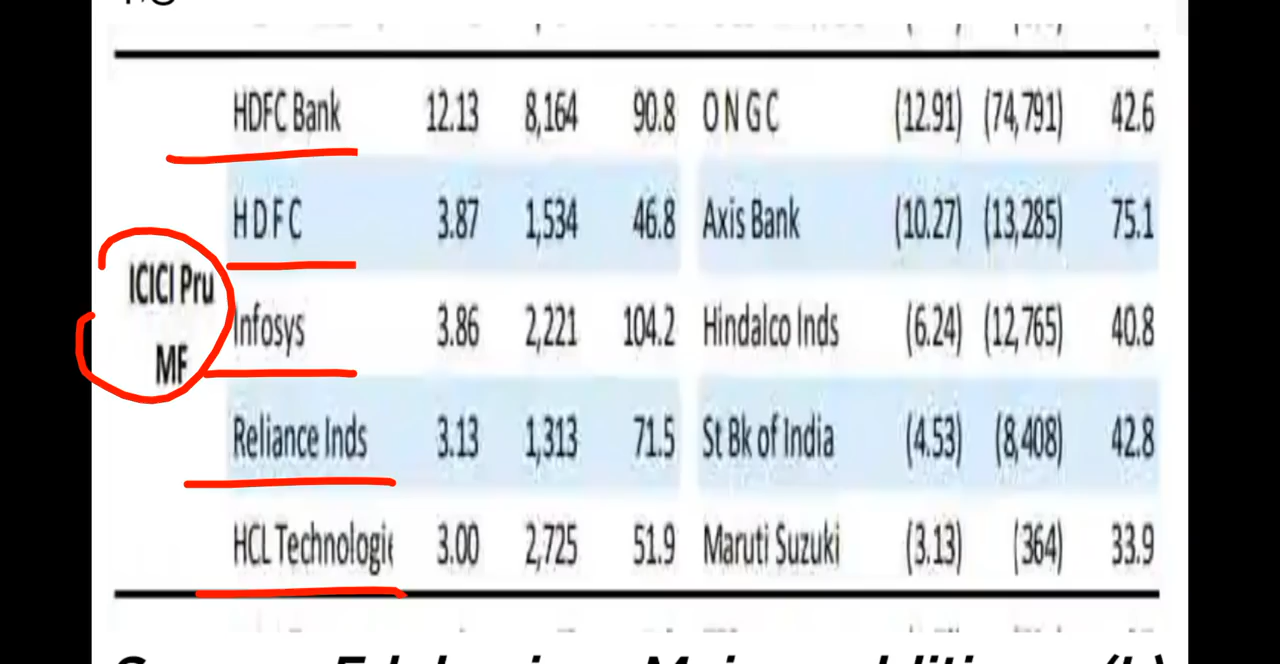 HDFC Bank 12.13 8,164 90.8 O N G C (12.91) (74,791) 42.6
H D F C 3.87 1,534 46.8 Axis Bank (10.27) (13,285) 75.1
ICICI Pru
MF
Infosys 3.86 2,221 104.2 Hindalco Inds (6.24) (12,765) 40.8
Reliance Inds 3.13 1,313 71.5 St Bk of India (4.53) (8,408) 42.8
HCL Technologie 3.00 2,725 51.9 Maruti Suzuki (3.13) (364) 33.9